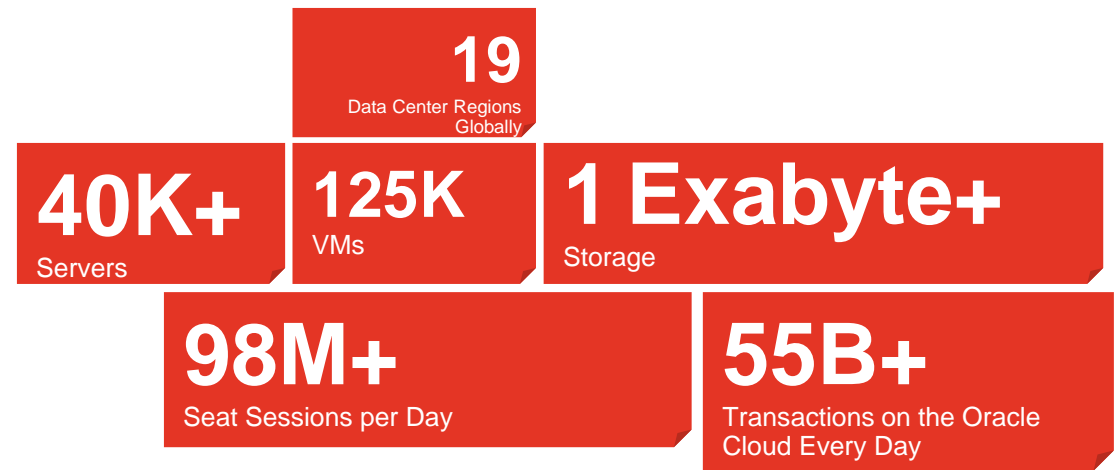 19
Data Center Regions
Globally
40K+
Servers
125K
VMs
1 Exabyte+
Storage
98M+
Seat Sessions per Day
55B+
Transactions on the Oracle
Cloud Every Day